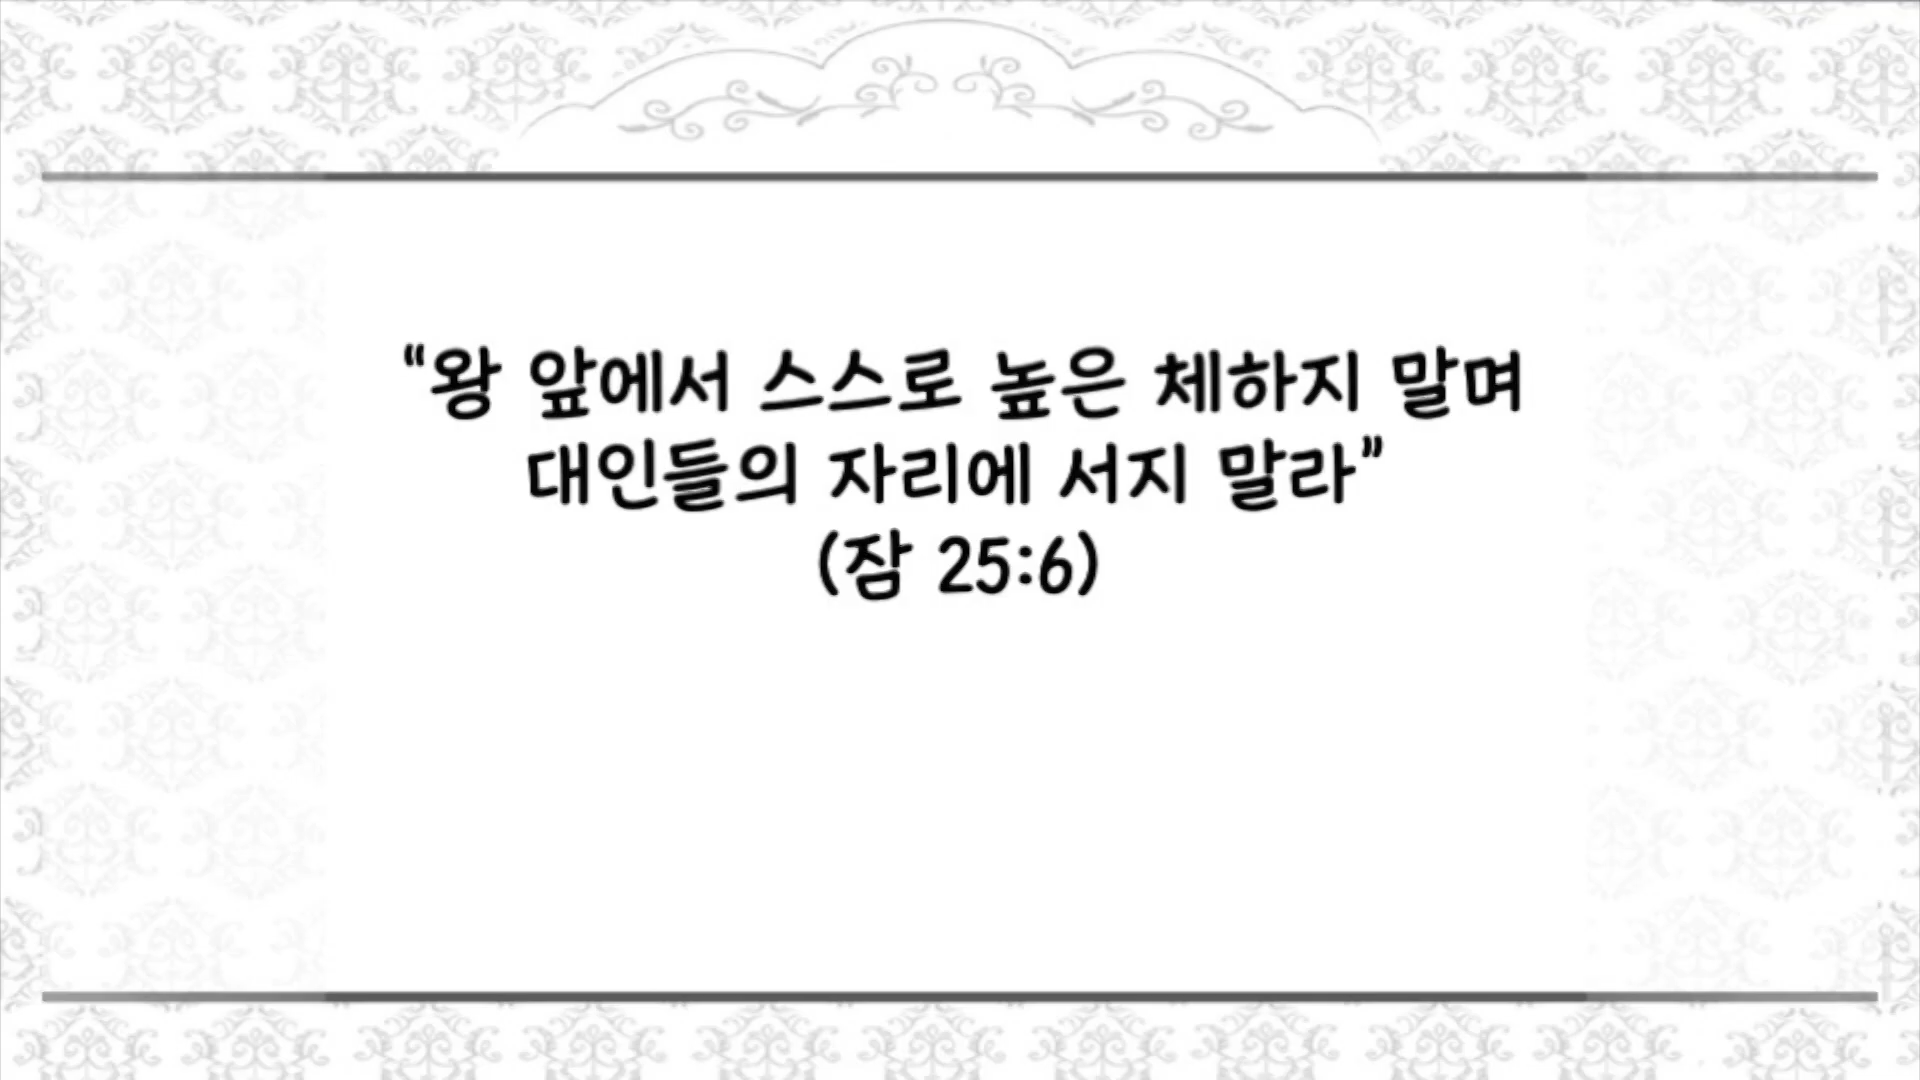 “왕 앞에서 스스로 높은 체하지 말며
대인들의 자리에 서지 말라”
(잠 25:6)